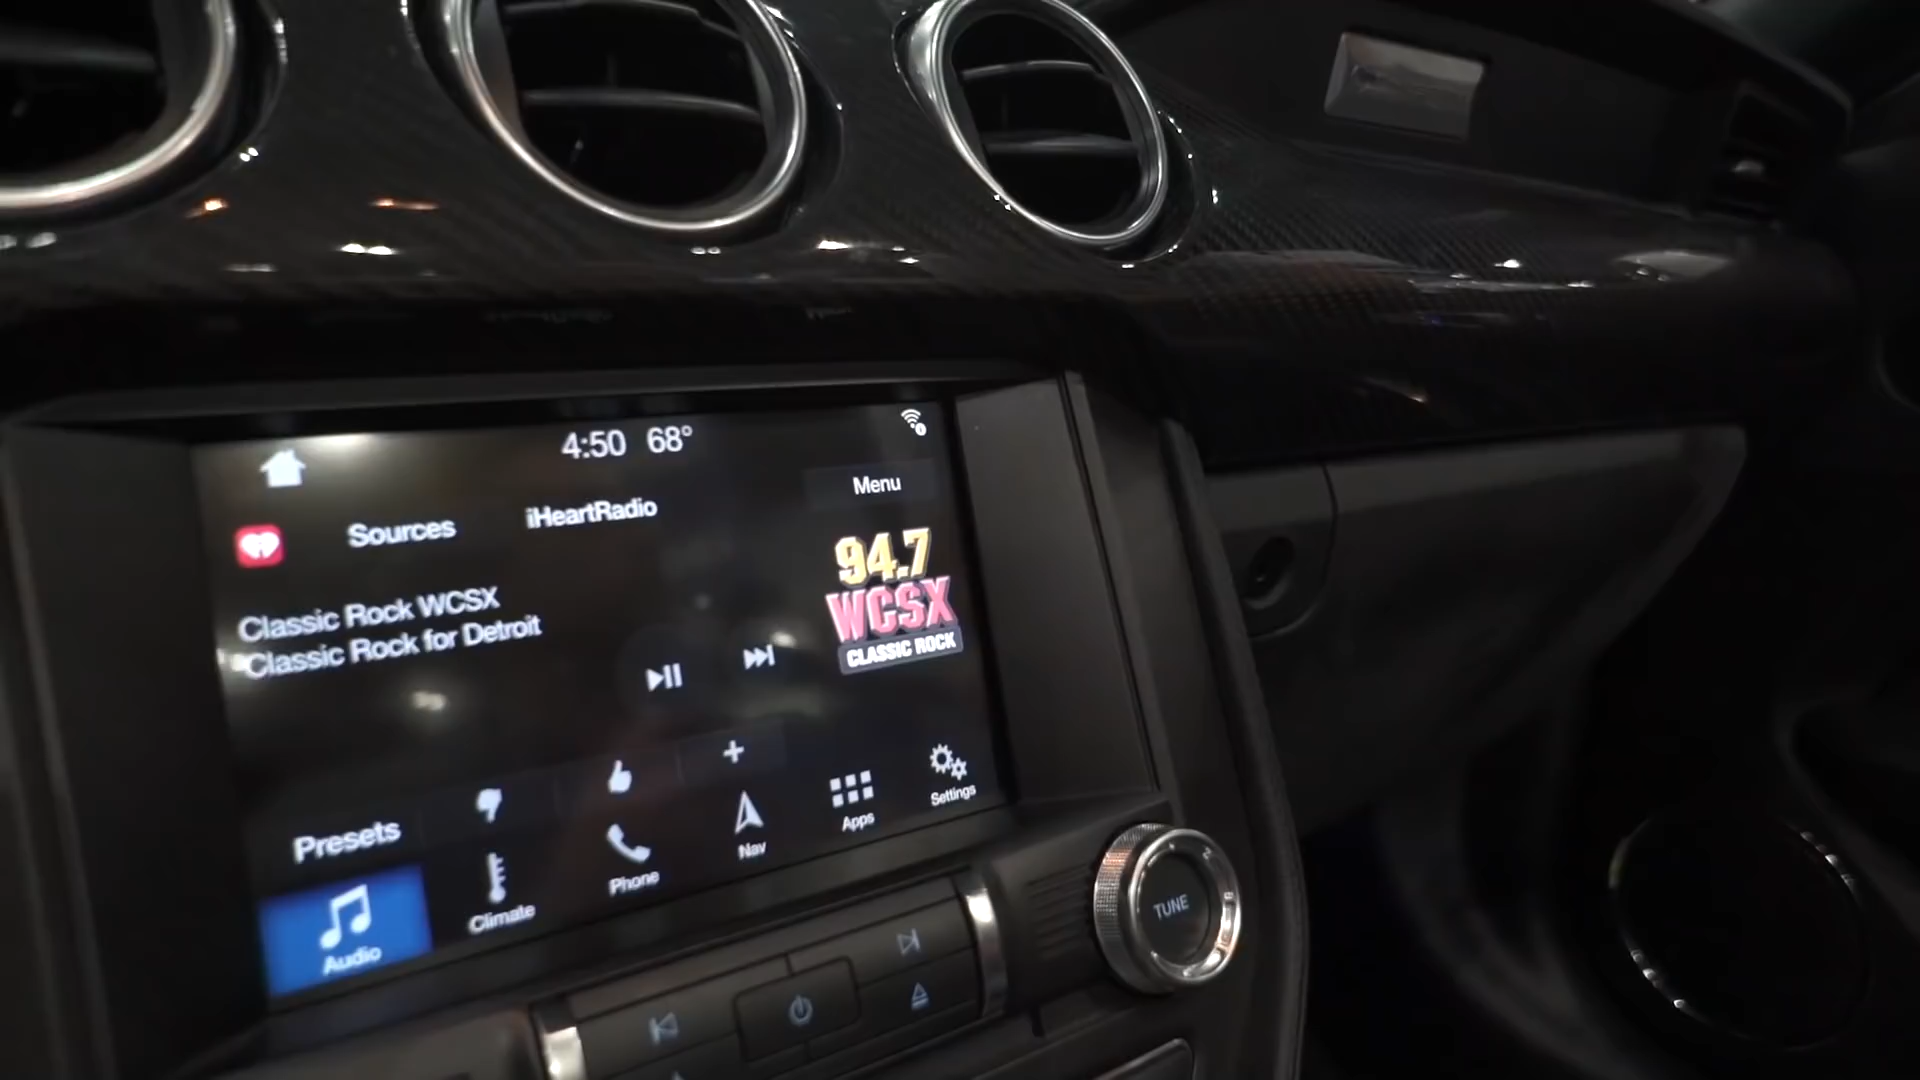 4:50 68°
Menu
Sources iHeartRadio
94.7
WCSX
CLASSIC ROCK
Classic Rock WCSX
Classic Rock for Detroit
Presets
Audio
Climate
Phone
Nav
Apps
Settings
TUNE